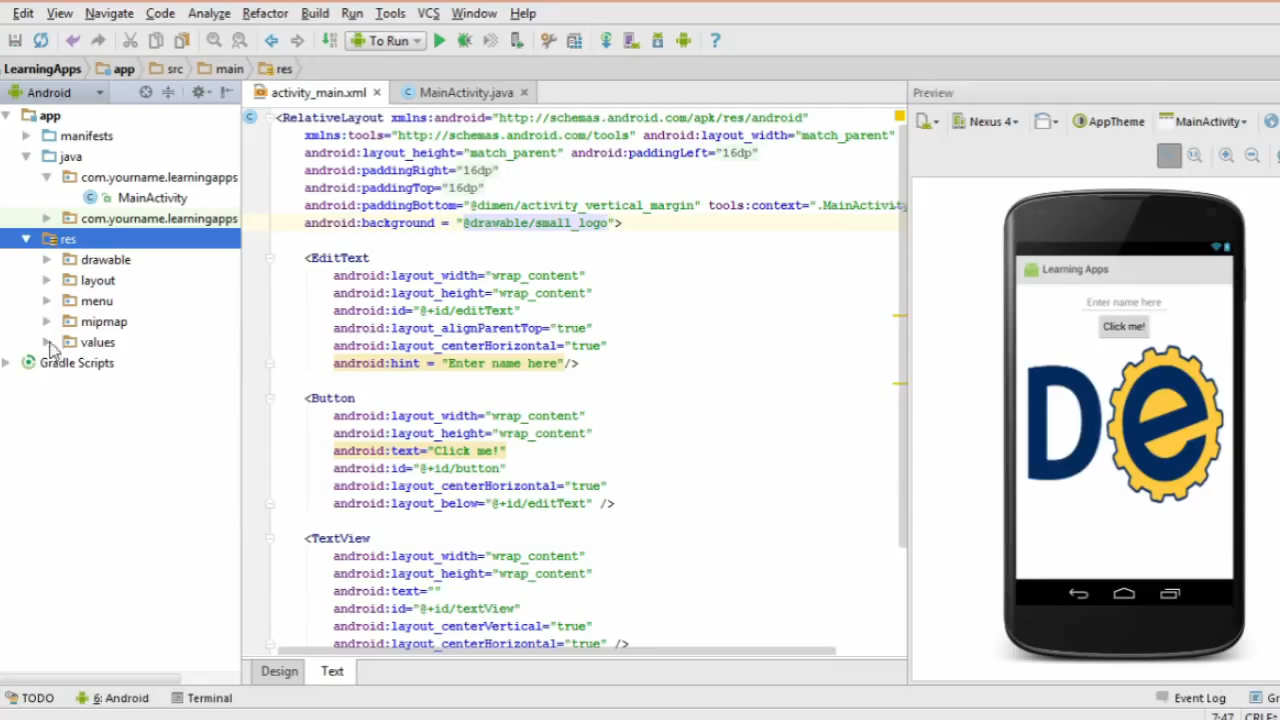 Edit View Navigate Code Analyze Refactor Build Run Tools VCS Window Help
To Run
LearningApps app src main res
Android
activity_main.xml MainActivity.java
Preview
Nexus 4 AppTheme MainActivity
app
manifests
java
com.yourname.learningapps
MainActivity
com.yourname.learningapps
res
drawable
layout
menu
mipmap
values
Gradle Scripts
<RelativeLayout xmlns:android="http://schemas.android.com/apk/res/android"
xmlns:tools="http://schemas.android.com/tools" android:layout_width="match_parent"
android:layout_height="match_parent" android:paddingLeft="16dp"
android:paddingRight="16dp"
android:paddingTop="16dp"
android:paddingBottom="@dimen/activity_vertical_margin" tools:context=".MainActivity
android:background = "@drawable/small_logo">
<EditText
android:layout_width="wrap_content"
android:layout_height="wrap_content"
android:id="@+id/editText"
android:layout_alignParentTop="true"
android:layout_centerHorizontal="true"
android:hint = "Enter name here"/>
<Button
android:layout_width="wrap_content"
android:layout_height="wrap_content"
android:text="Click me!"
android:id="@+id/button"
android:layout_centerHorizontal="true"
android:layout_below="@+id/editText" />
<TextView
android:layout_width="wrap_content"
android:layout_height="wrap_content"
android:text=""
android:id="@+id/textView"
android:layout_centerVertical="true"
android:layout_centerHorizontal="true" />
Learning Apps
Enter name here
Click me!
De
Design Text
TODO 6: Android Terminal
Event Log Gr
7:47 CRLF